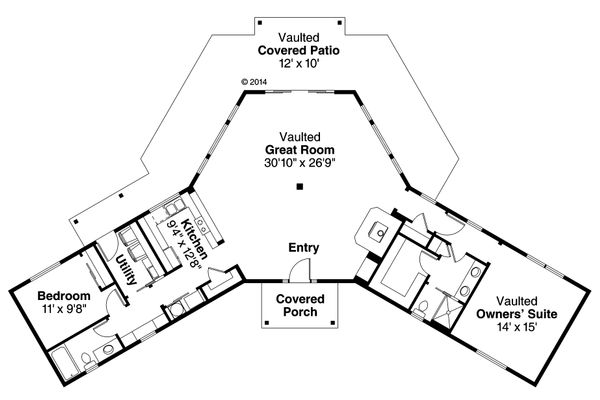 Vaulted
Covered Patio
12' x 10'
© 2014
Vaulted
Great Room
30'10" x 26'9"
Kitchen
9'4" x 12'8"
Utility
Entry
Bedroom
11' x 9'8"
Covered
Porch
Vaulted
Owners' Suite
14' x 15'